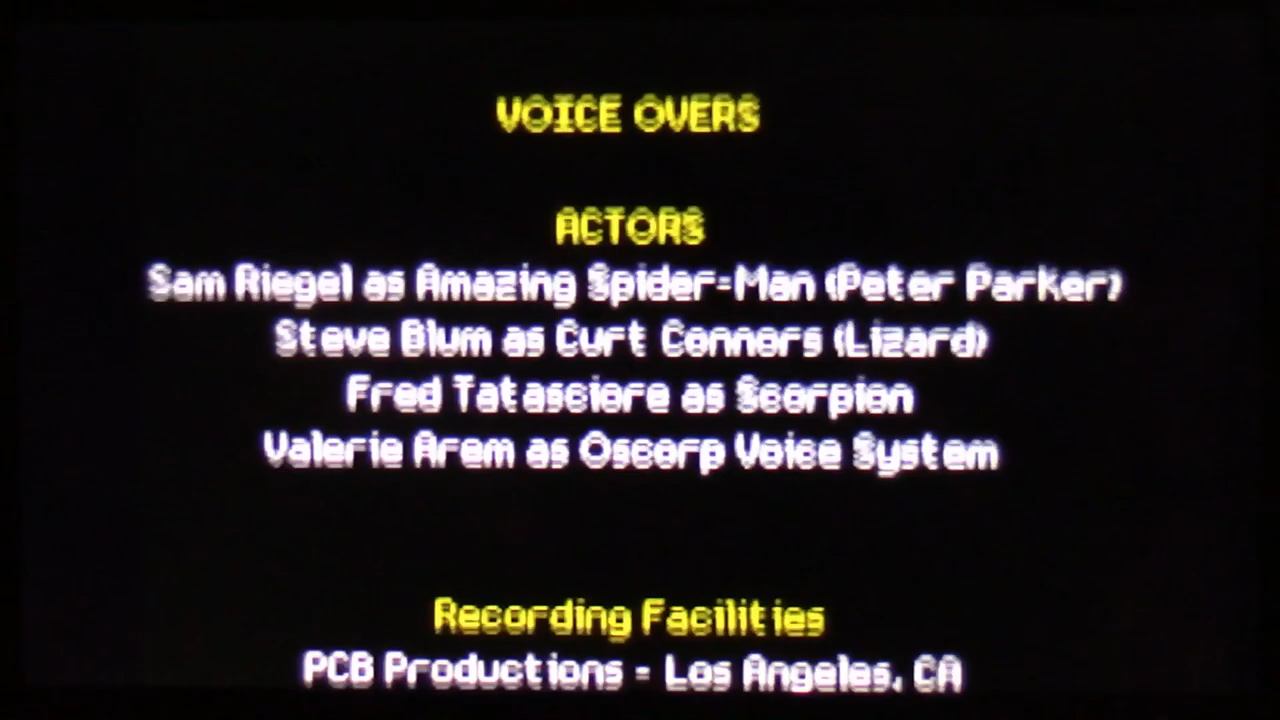 VOICE OVERS
ACTORS
Sam Riegel as Amazing Spider-Man (Peter Parker)
Steve Blum as Curt Connors (Lizard)
Fred Tatasciore as Scorpion
Valerie Arem as Oscorp Voice System
Recording Facilities
PCB Productions - Los Angeles, CA